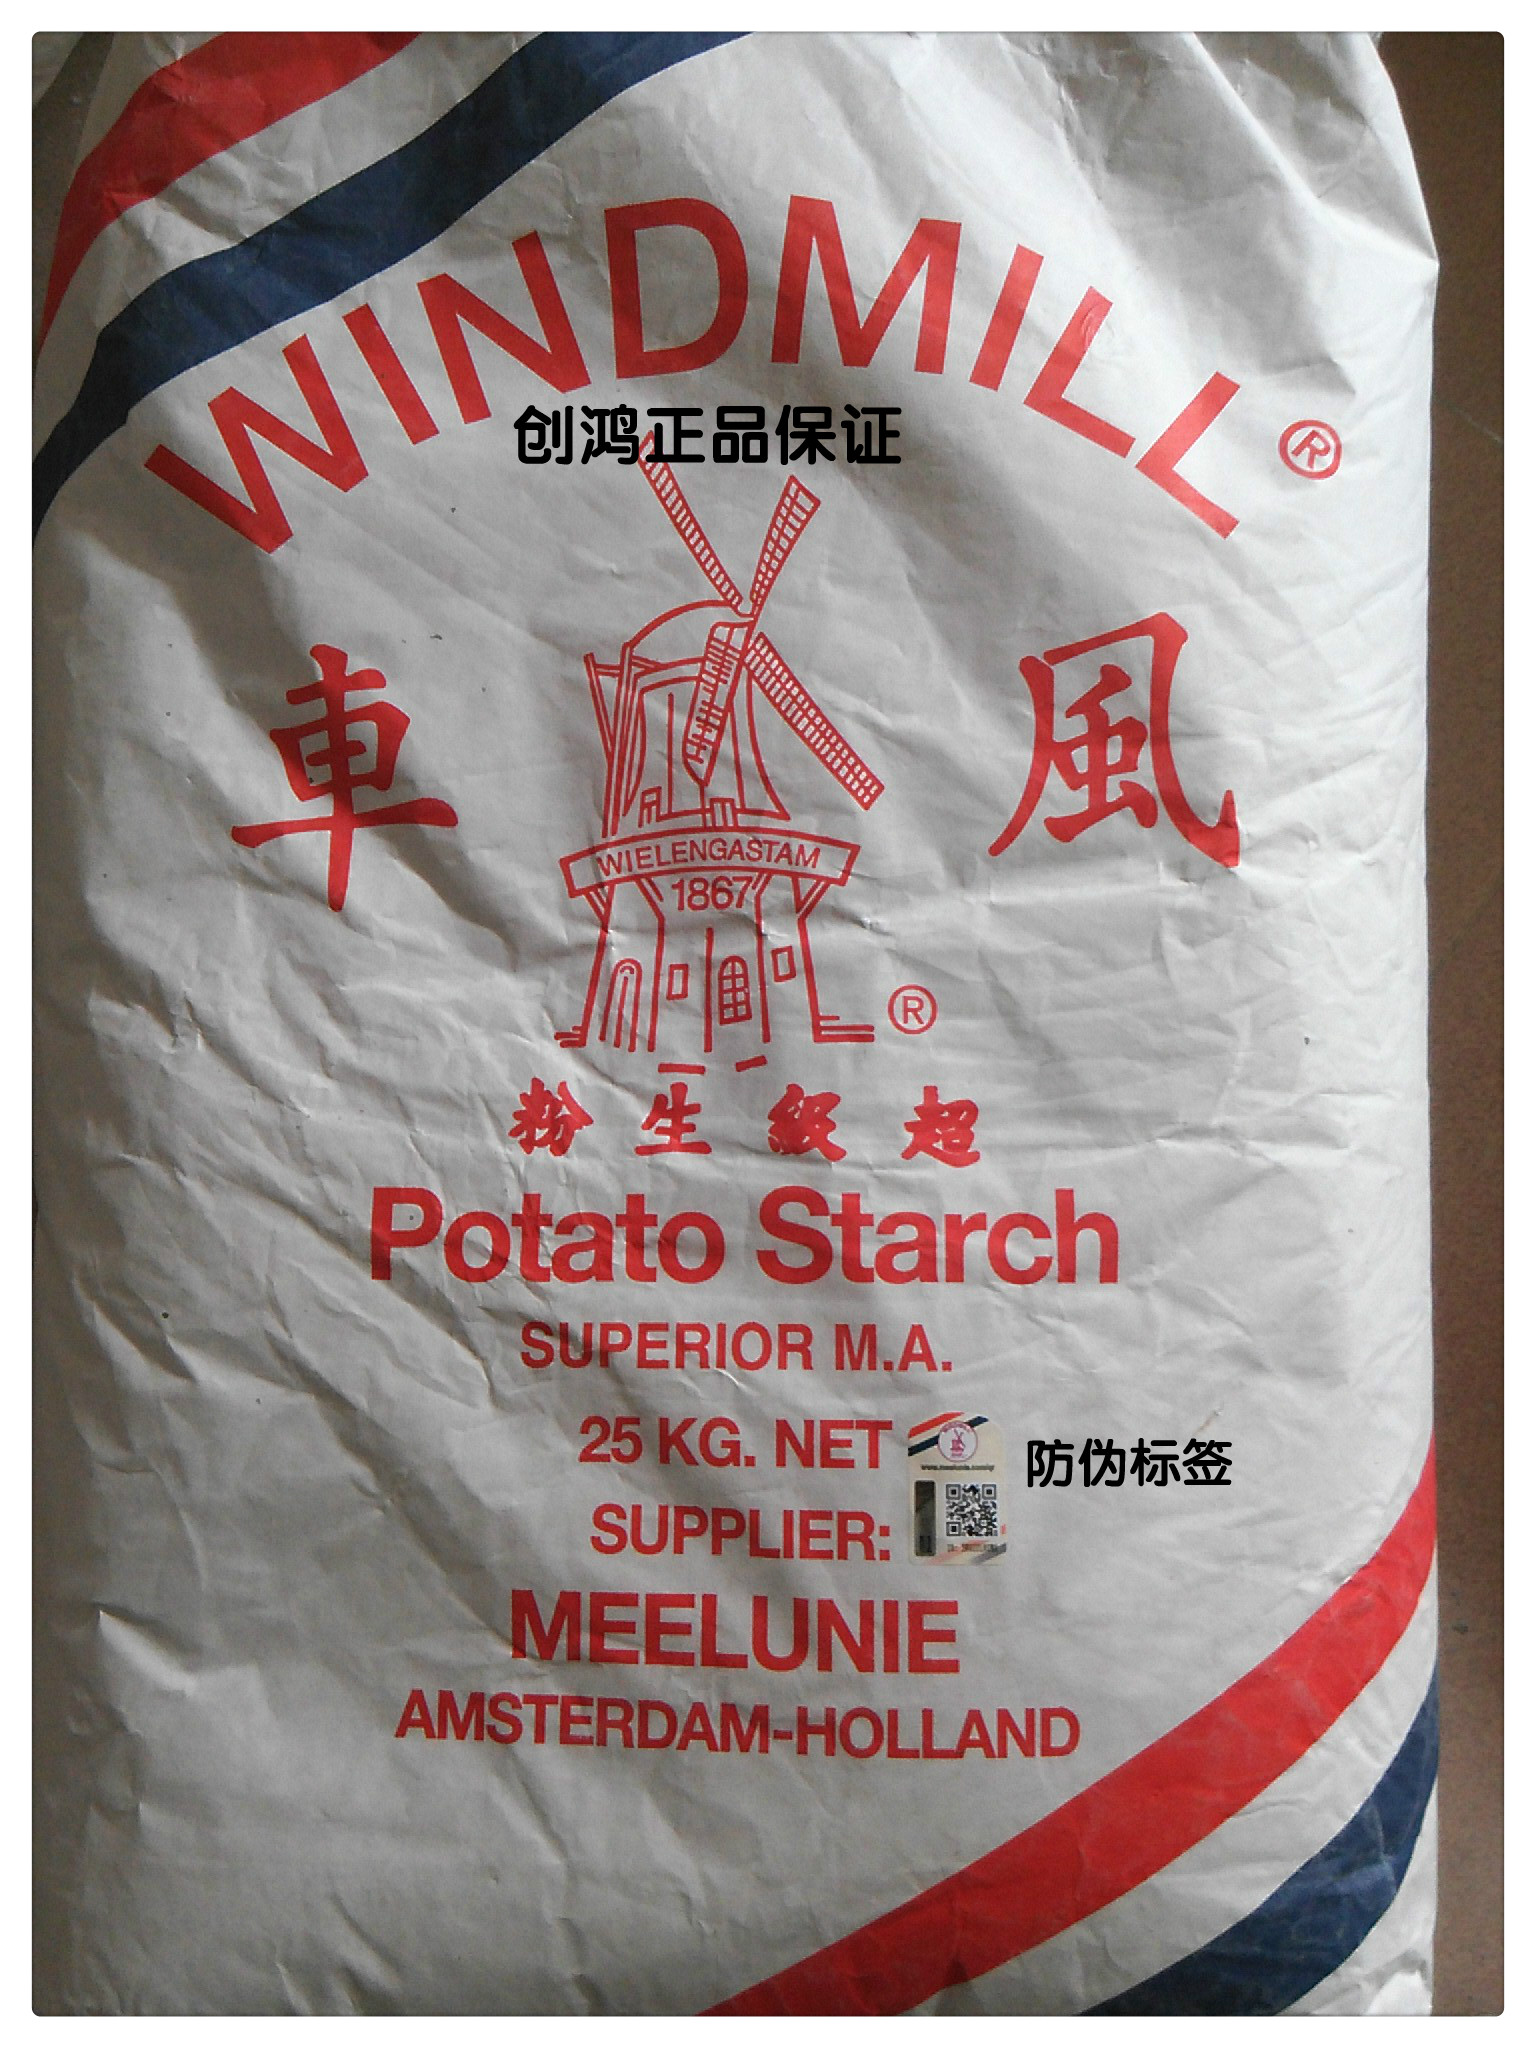 WINDMILL®
创鸿正品保证
車 風
WIELENGASTAM
1867
®
粉生級超
Potato Starch
SUPERIOR M.A.
25 KG. NET
防伪标签
SUPPLIER:
MEELUNIE
AMSTERDAM-HOLLAND